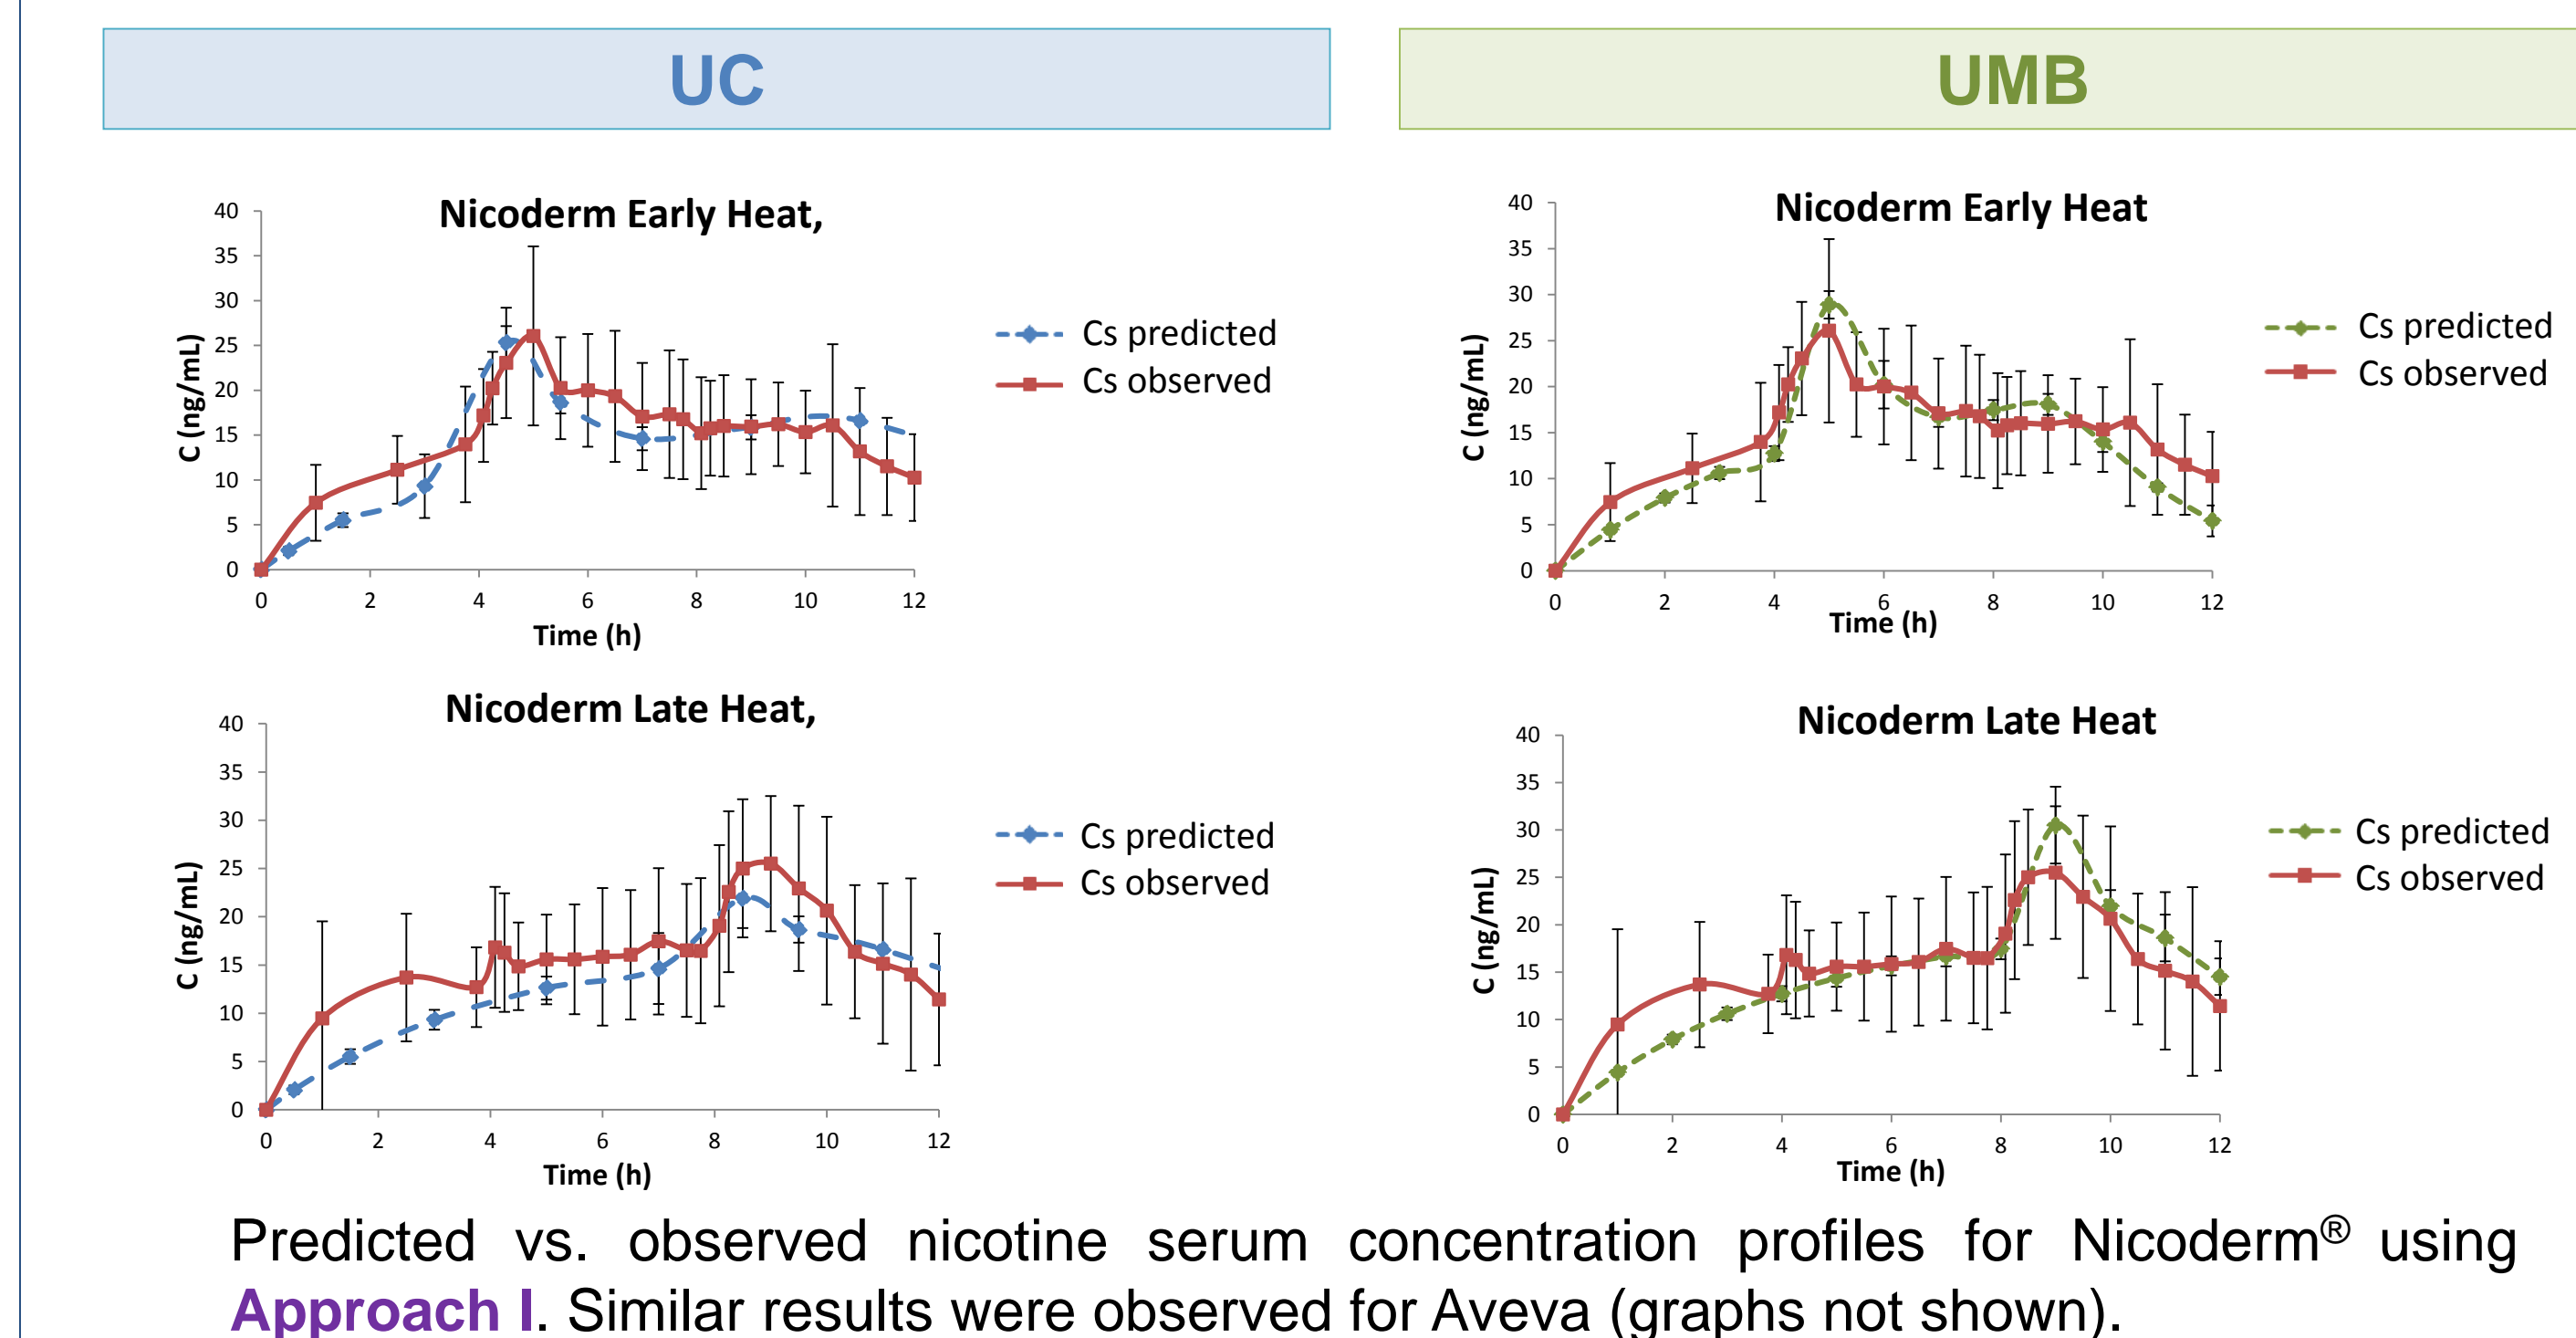 UC
UMB
Nicoderm Early Heat,
40
35
30
25
20
15
10
5
0
C (ng/mL)
0 2 4 6 8 10 12
Time (h)
Cs predicted
Cs observed
Nicoderm Early Heat
40
35
30
25
20
15
10
5
0
C (ng/mL)
0 2 4 6 8 10 12
Time (h)
Cs predicted
Cs observed
Nicoderm Late Heat,
40
35
30
25
20
15
10
5
0
C (ng/mL)
0 2 4 6 8 10 12
Time (h)
Cs predicted
Cs observed
Nicoderm Late Heat
40
35
30
25
20
15
10
5
0
C (ng/mL)
0 2 4 6 8 10 12
Time (h)
Cs predicted
Cs observed
Predicted vs. observed nicotine serum concentration profiles for Nicoderm® using
Approach I. Similar results were observed for Aveva (graphs not shown).